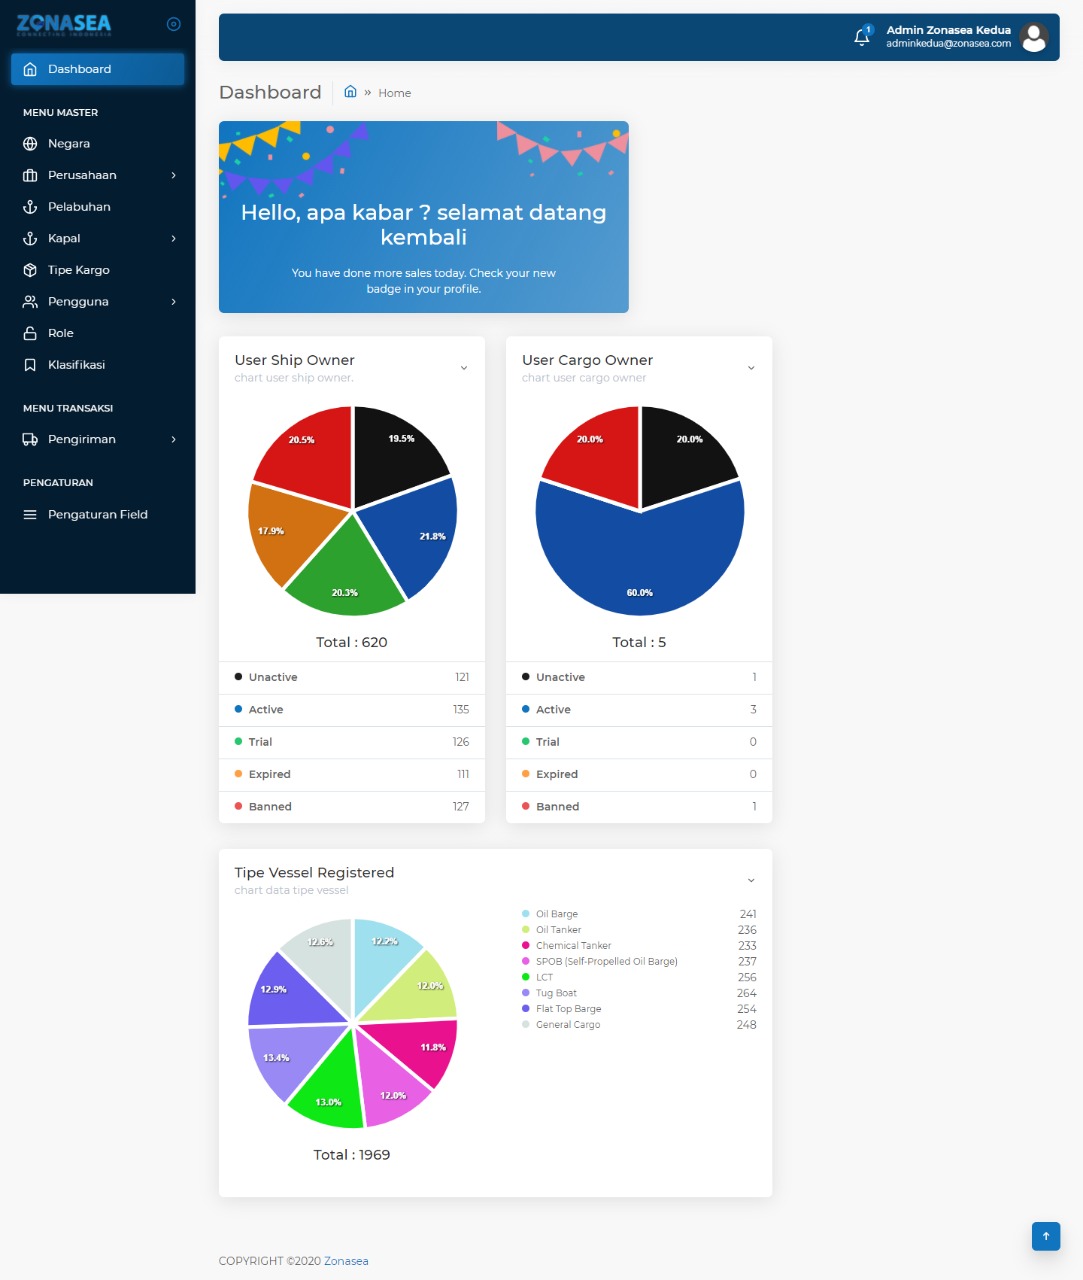 ZONASEA
CONNECTING INDONESIA
Dashboard
MENU MASTER
Negara
Perusahaan
Pelabuhan
Kapal
Tipe Kargo
Pengguna
Role
Klasifikasi
MENU TRANSAKSI
Pengiriman
PENGATURAN
Pengaturan Field
1
Admin Zonasea Kedua
adminkedua@zonasea.com
Dashboard » Home
Hello, apa kabar ? selamat datang
kembali
You have done more sales today. Check your new
badge in your profile.
User Ship Owner
chart user ship owner.
20.5%
19.5%
17.9%
21.8%
20.3%
Total : 620
Unactive 121
Active 135
Trial 126
Expired 111
Banned 127
User Cargo Owner
chart user cargo owner
20.0%
20.0%
60.0%
Total : 5
Unactive 1
Active 3
Trial 0
Expired 0
Banned 1
Tipe Vessel Registered
chart data tipe vessel
12.6%
12.2%
12.9%
12.0%
13.4%
11.8%
13.0%
12.0%
Total : 1969
Oil Barge 241
Oil Tanker 236
Chemical Tanker 233
SPOB (Self-Propelled Oil Barge) 237
LCT 256
Tug Boat 264
Flat Top Barge 254
General Cargo 248
COPYRIGHT ©2020 Zonasea